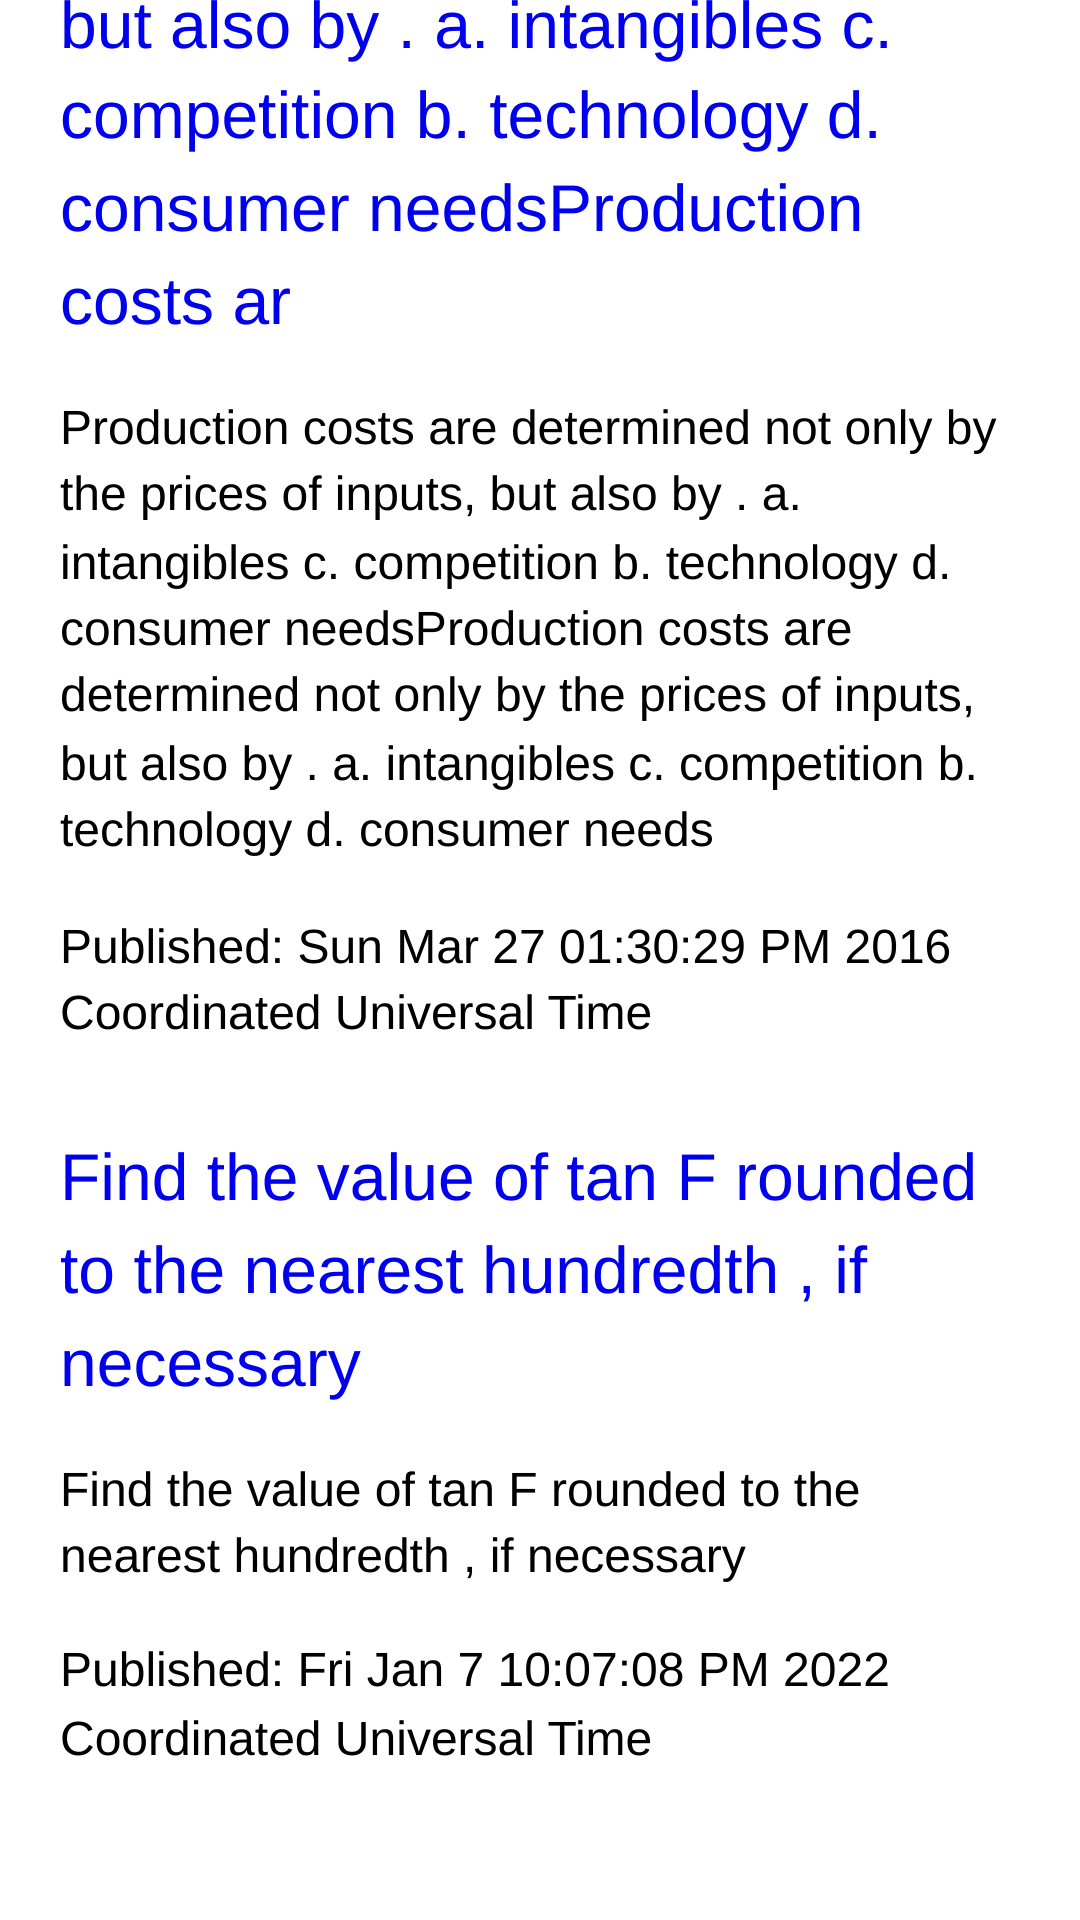 but also by . a. intangibles c.
competition b. technology d.
consumer needsProduction
costs ar
Production costs are determined not only by
the prices of inputs, but also by . a.
intangibles c. competition b. technology d.
consumer needsProduction costs are
determined not only by the prices of inputs,
but also by . a. intangibles c. competition b.
technology d. consumer needs
Published: Sun Mar 27 01:30:29 PM 2016
Coordinated Universal Time
Find the value of tan F rounded
to the nearest hundredth , if
necessary
Find the value of tan F rounded to the
nearest hundredth , if necessary
Published: Fri Jan 7 10:07:08 PM 2022
Coordinated Universal Time